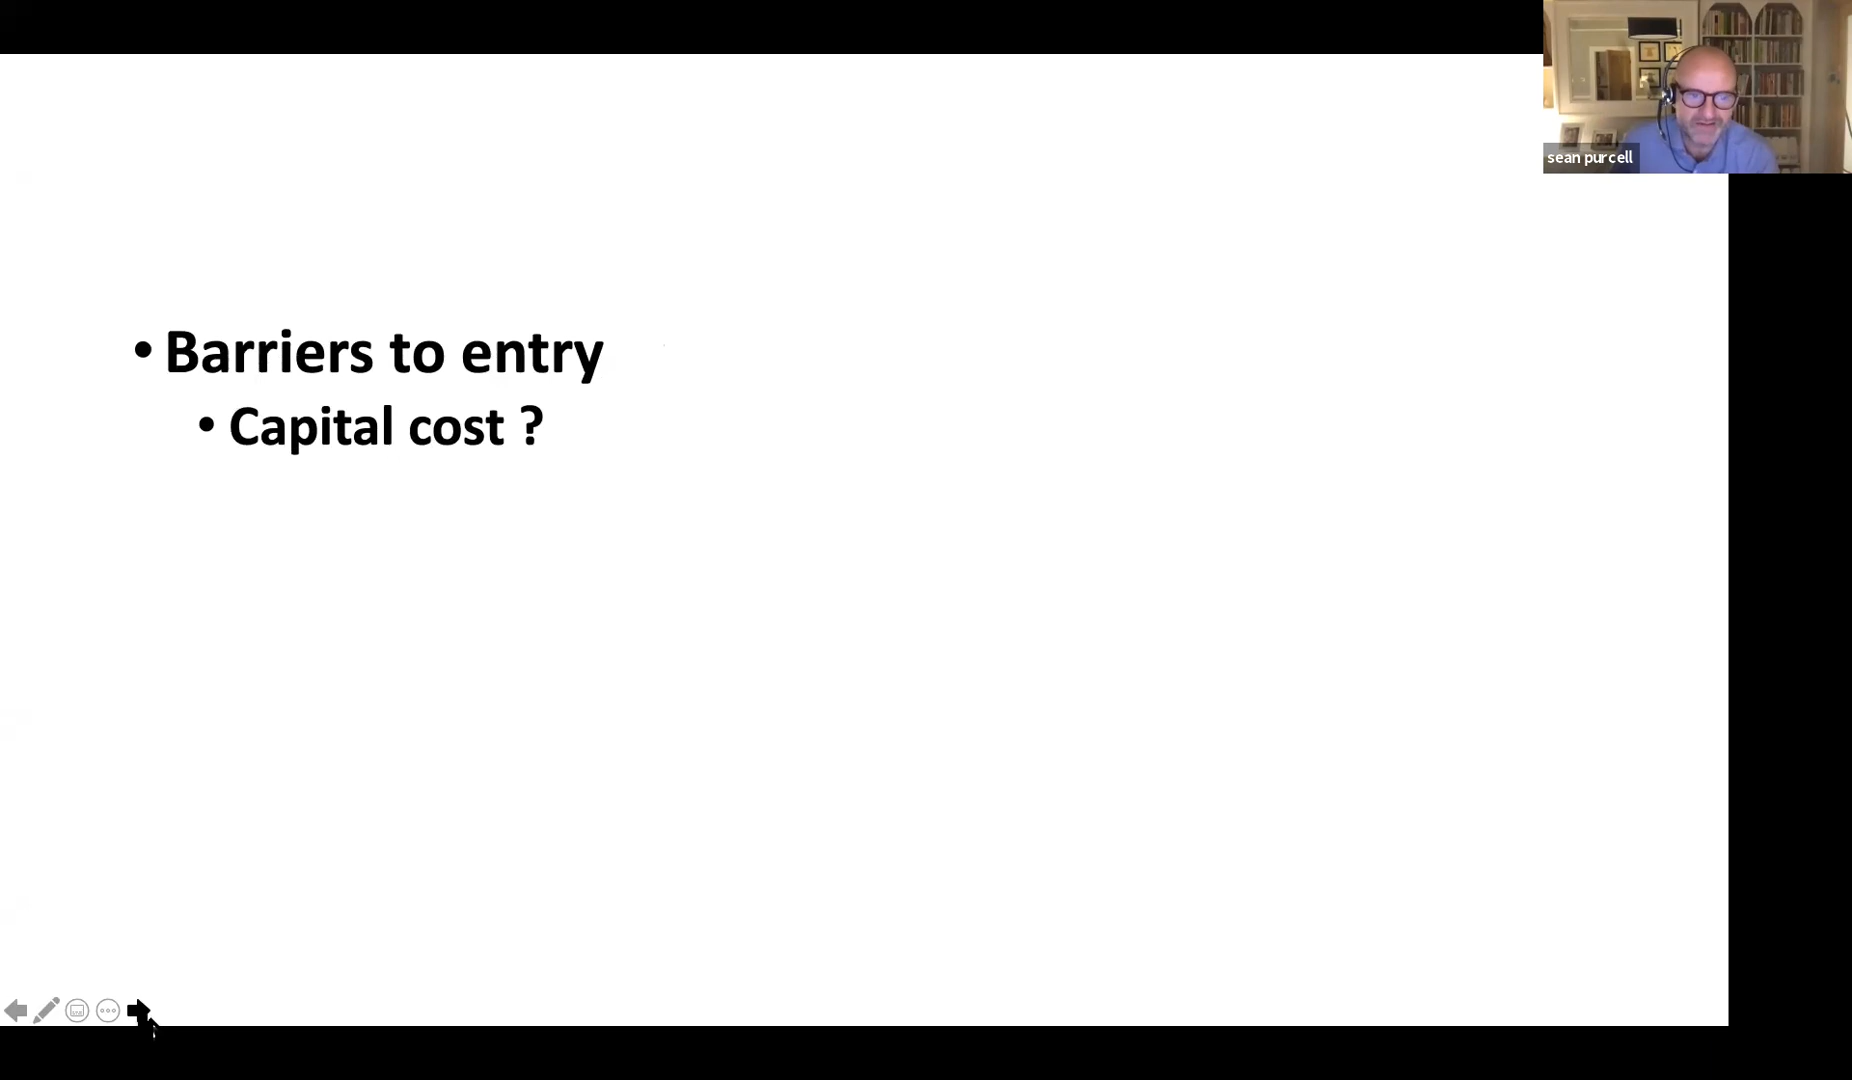 sean purcell
• Barriers to entry
• Capital cost ?